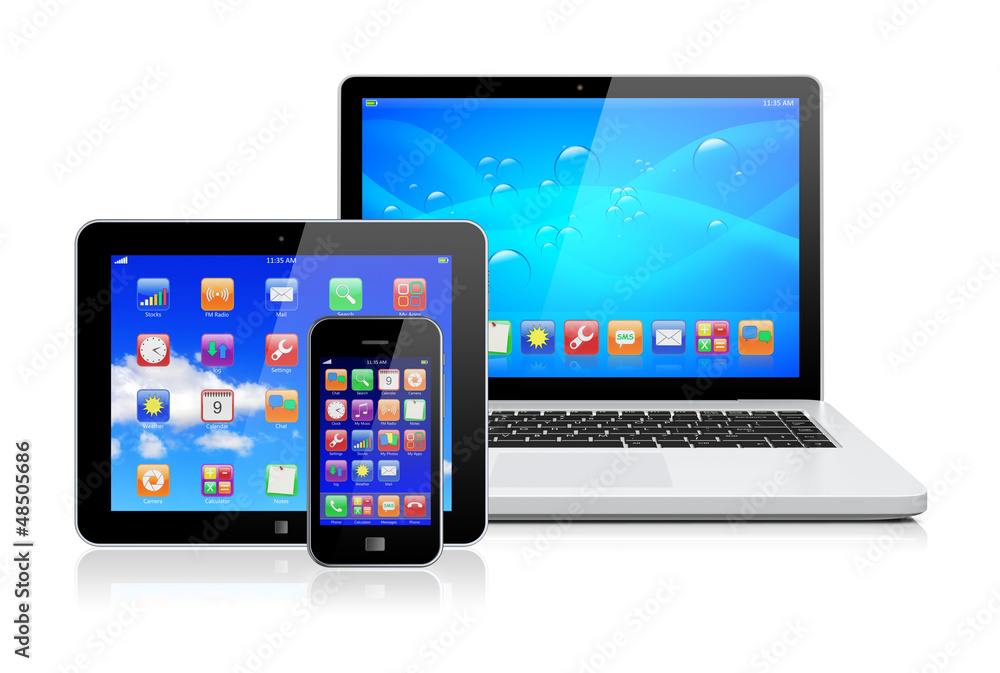 11:35 AM
11:35 AM
Stocks FM Radio Mail Search My Apps
log Settings
Weather Calendar Chat
Camera Calculator Notes
11:35 AM
Chat Search Calendar Camera
Clock My Music FM Radio Notes
Settings Stocks My Photos My Apps
log Weather Mail
Phone Calculator Messages Phone
9
9
SMS
SMS
Adobe Stock | #48505686